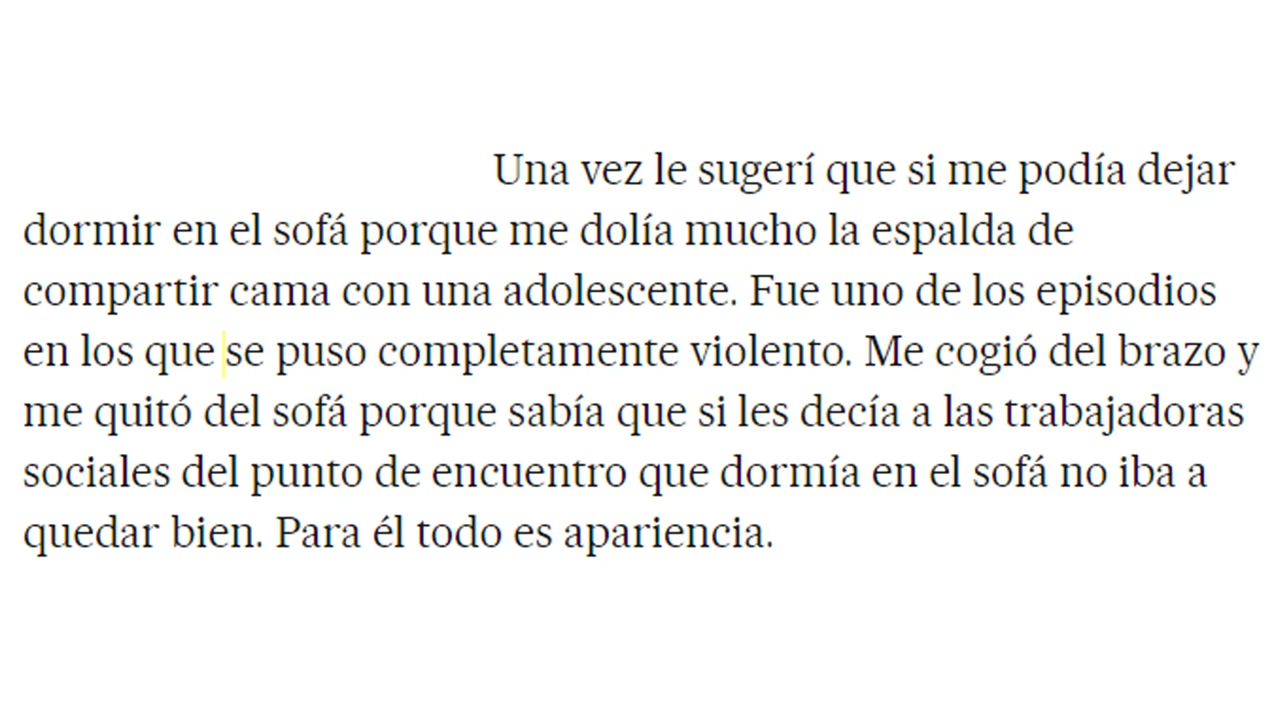 Una vez le sugerí que si me podía dejar
dormir en el sofá porque me dolía mucho la espalda de
compartir cama con una adolescente. Fue uno de los episodios
en los que se puso completamente violento. Me cogió del brazo y
me quitó del sofá porque sabía que si les decía a las trabajadoras
sociales del punto de encuentro que dormía en el sofá no iba a
quedar bien. Para él todo es apariencia.